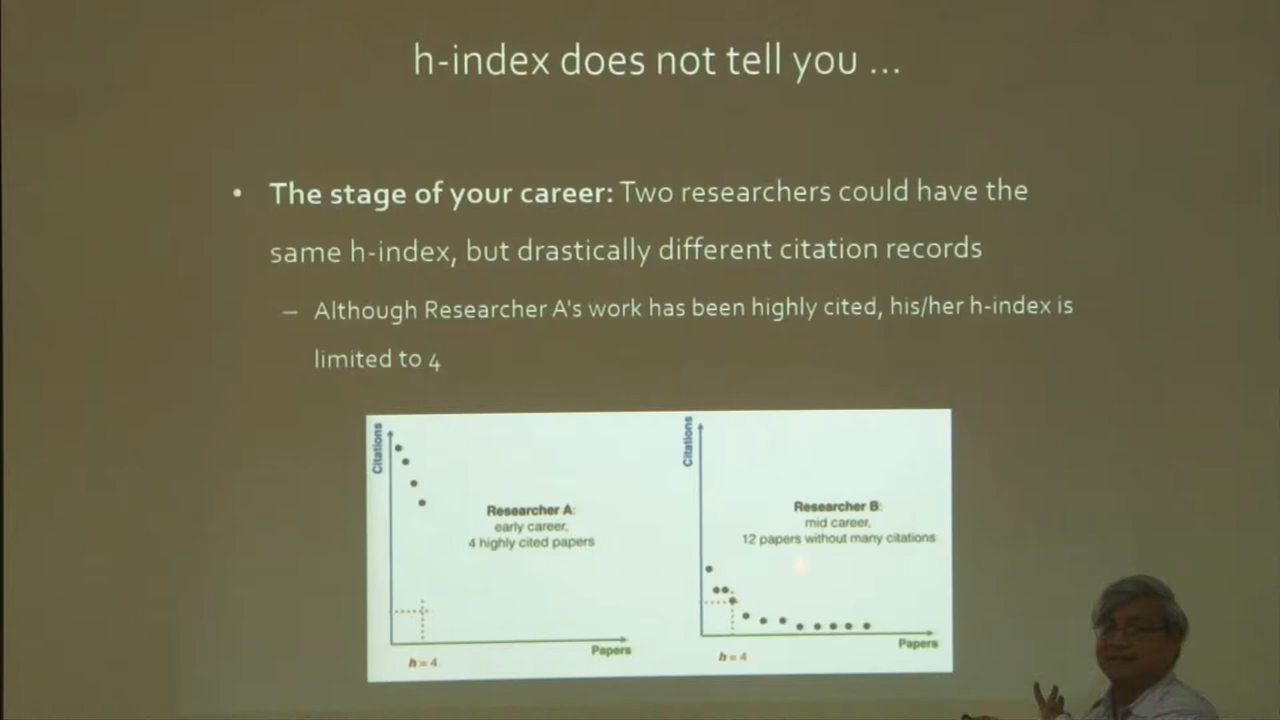 h-index does not tell you ...
• The stage of your career: Two researchers could have the
same h-index, but drastically different citation records
– Although Researcher A's work has been highly cited, his/her h-index is
limited to 4
Citations
Researcher A:
early career,
4 highly cited papers
Papers
h = 4
Citations
Researcher B:
mid career,
12 papers without many citations
Papers
h = 4